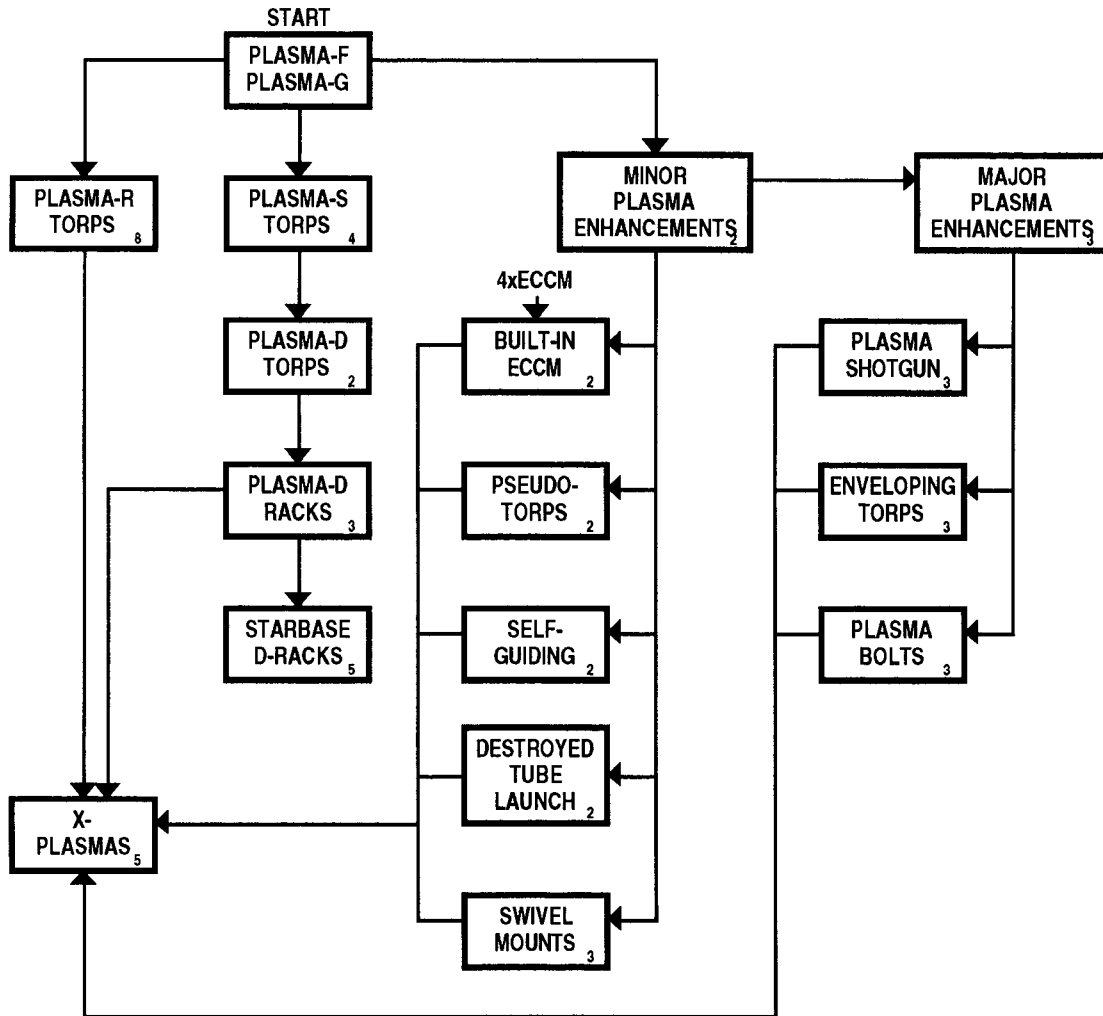 START
PLASMA-F
PLASMA-G
PLASMA-R
TORPS
8
PLASMA-S
TORPS
4
MINOR
PLASMA
ENHANCEMENTS
2
MAJOR
PLASMA
ENHANCEMENTS
3
4xECCM
PLASMA-D
TORPS
2
BUILT-IN
ECCM
2
PLASMA
SHOTGUN
3
PLASMA-D
RACKS
3
PSEUDO-
TORPS
2
ENVELOPING
TORPS
3
STARBASE
D-RACKS
5
SELF-
GUIDING
2
PLASMA
BOLTS
3
DESTROYED
TUBE
LAUNCH
2
X-
PLASMAS
5
SWIVEL
MOUNTS
3